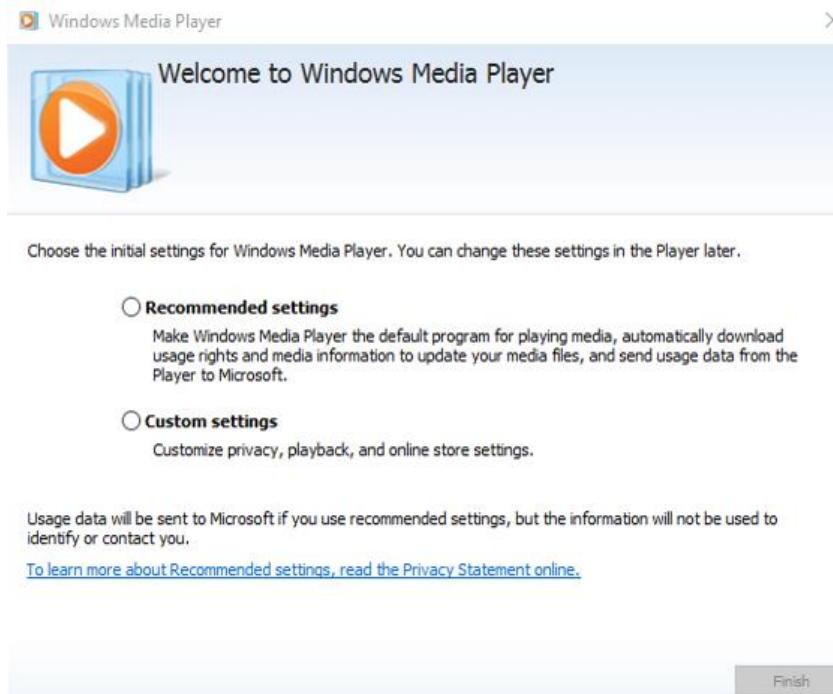 Windows Media Player
Welcome to Windows Media Player
Choose the initial settings for Windows Media Player. You can change these settings in the Player later.
Recommended settings
Make Windows Media Player the default program for playing media, automatically download
usage rights and media information to update your media files, and send usage data from the
Player to Microsoft.
Custom settings
Customize privacy, playback, and online store settings.
Usage data will be sent to Microsoft if you use recommended settings, but the information will not be used to
identify or contact you.
To learn more about Recommended settings, read the Privacy Statement online.
Finish